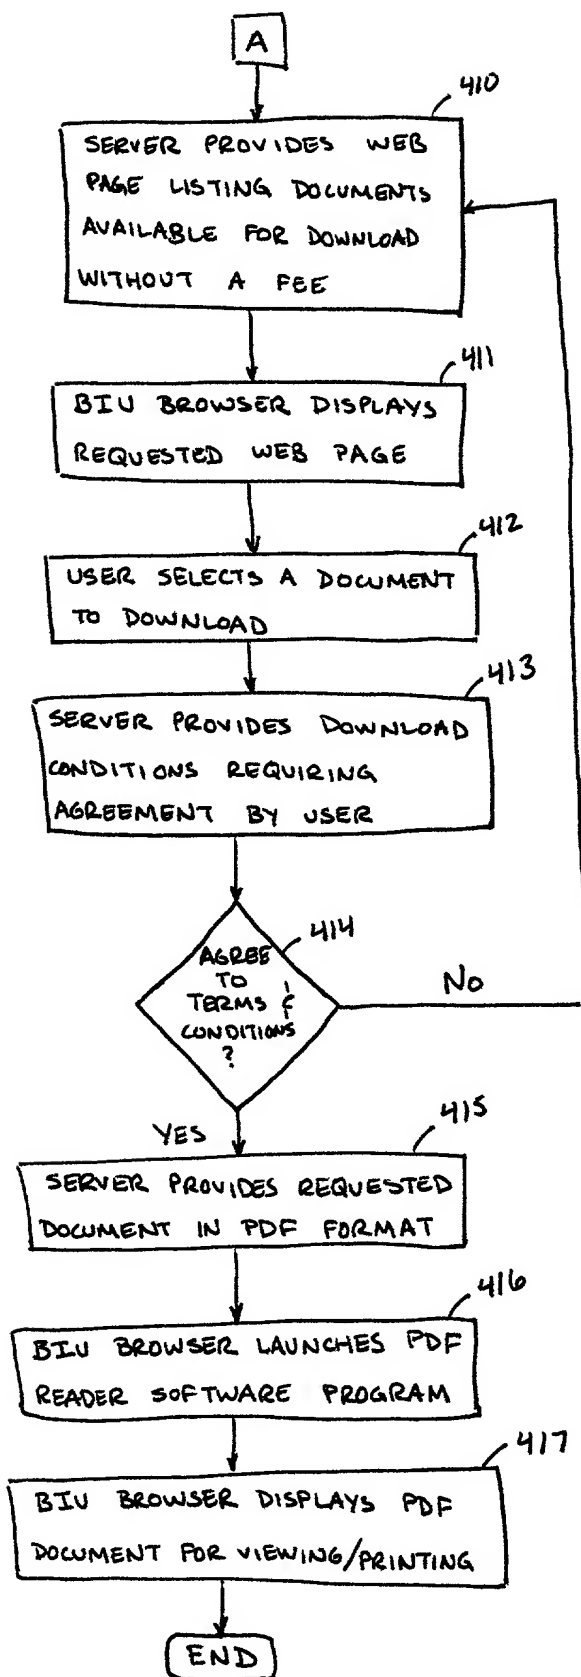 A
410
SERVER PROVIDES WEB
PAGE LISTING DOCUMENTS
AVAILABLE FOR DOWNLOAD
WITHOUT A FEE
411
BIU BROWSER DISPLAYS
REQUESTED WEB PAGE
412
USER SELECTS A DOCUMENT
TO DOWNLOAD
413
SERVER PROVIDES DOWNLOAD
CONDITIONS REQUIRING
AGREEMENT BY USER
414
AGREE
TO
TERMS &
CONDITIONS
?
NO
YES
415
SERVER PROVIDES REQUESTED
DOCUMENT IN PDF FORMAT
416
BIU BROWSER LAUNCHES PDF
READER SOFTWARE PROGRAM
417
BIU BROWSER DISPLAYS PDF
DOCUMENT FOR VIEWING/PRINTING
END